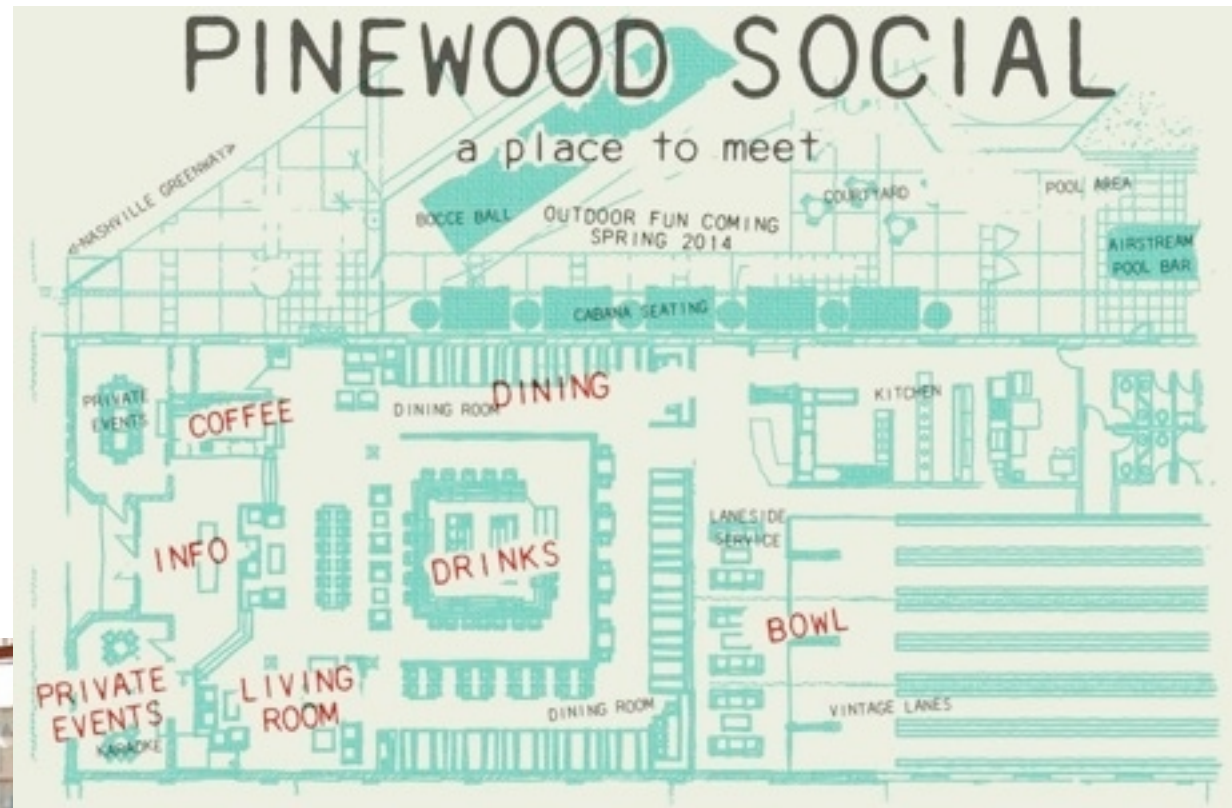 PINEWOOD SOCIAL
a place to meet
<NASHVILLE GREENWAY>
BOCCE BALL
OUTDOOR FUN COMING
SPRING 2014
COURTYARD
POOL AREA
AIRSTREAM
POOL BAR
CABANA SEATING
PRIVATE
EVENTS
COFFEE
DINING ROOM
DINING
KITCHEN
INFO
DRINKS
LANESIDE
SERVICE
BOWL
PRIVATE
EVENTS
KARAOKE
LIVING
ROOM
DINING ROOM
VINTAGE LANES